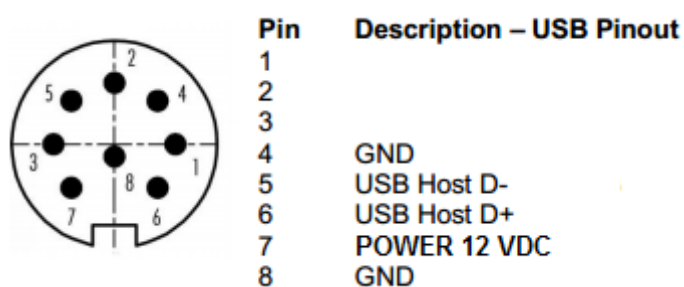 Pin Description – USB Pinout
1
2
3
4 GND
5 USB Host D-
6 USB Host D+
7 POWER 12 VDC
8 GND
2
5
4
3
1
8
7
6